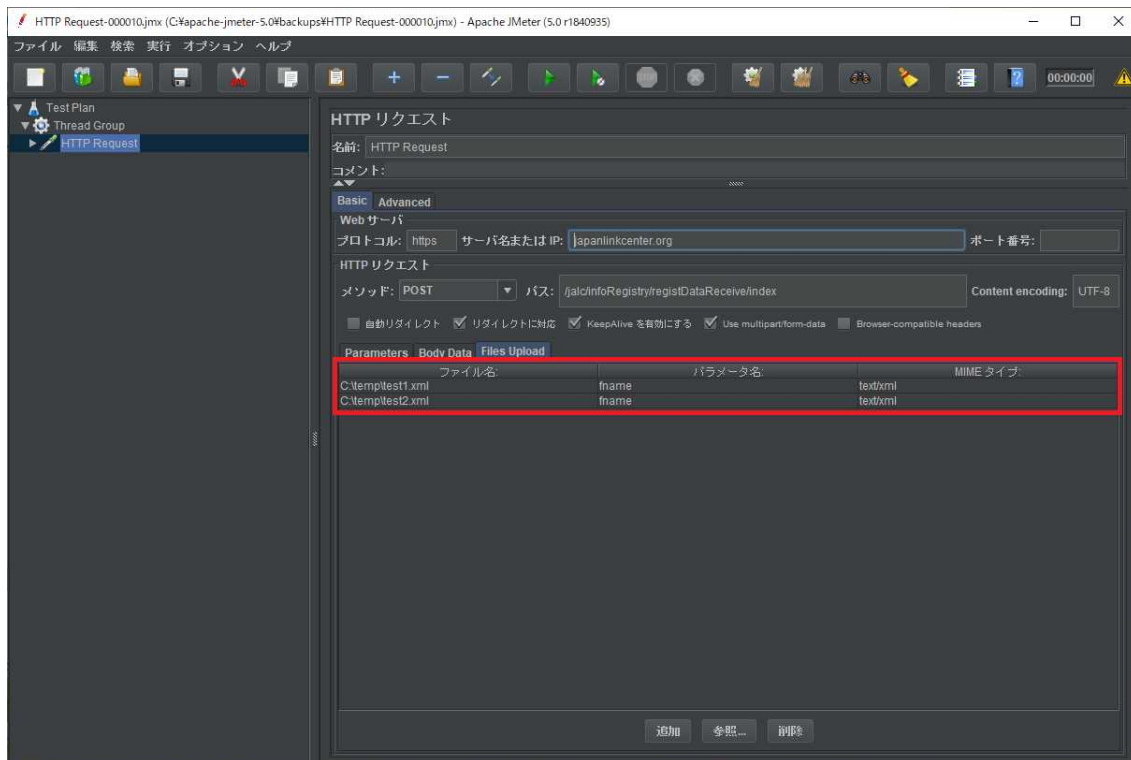 HTTP Request-000010.jmx (C:¥apache-jmeter-5.0¥backups¥HTTP Request-000010.jmx) - Apache JMeter (5.0 r1840935)
ファイル 編集 検索 実行 オプション ヘルプ
00:00:00
Test Plan
Thread Group
HTTP Request
HTTP リクエスト
名前: HTTP Request
コメント:
Basic Advanced
Web サーバ
プロトコル: https サーバ名または IP: japanlinkcenter.org ポート番号:
HTTP リクエスト
メソッド: POST パス: /jalc/infoRegistry/registDataReceive/index Content encoding: UTF-8
自動リダイレクト リダイレクトに対応 KeepAlive を有効にする Use multipart/form-data Browser-compatible headers
Parameters Body Data Files Upload
ファイル名: パラメータ名: MIME タイプ:
C:\temp\test1.xml fname text/xml
C:\temp\test2.xml fname text/xml
追加 参照... 削除